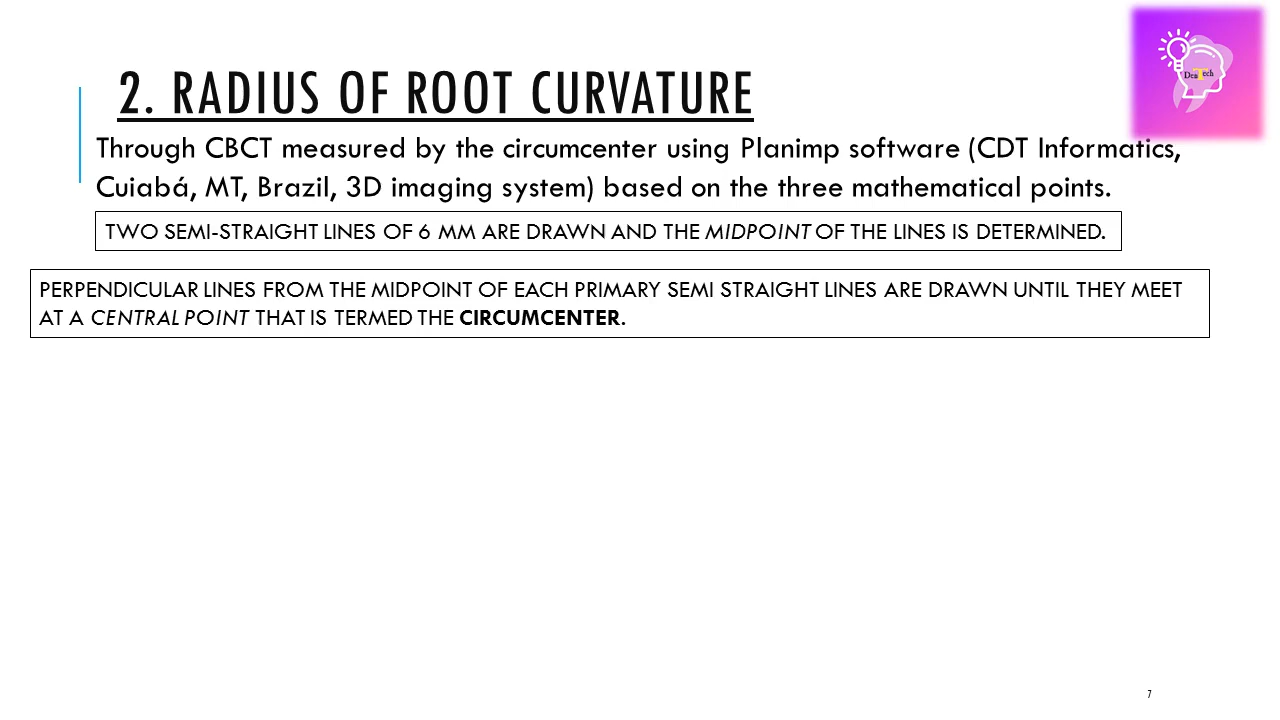 DenTech
2. RADIUS OF ROOT CURVATURE
Through CBCT measured by the circumcenter using Planimp software (CDT Informatics,
Cuiabá, MT, Brazil, 3D imaging system) based on the three mathematical points.
TWO SEMI-STRAIGHT LINES OF 6 MM ARE DRAWN AND THE MIDPOINT OF THE LINES IS DETERMINED.
PERPENDICULAR LINES FROM THE MIDPOINT OF EACH PRIMARY SEMI STRAIGHT LINES ARE DRAWN UNTIL THEY MEET
AT A CENTRAL POINT THAT IS TERMED THE CIRCUMCENTER.
7